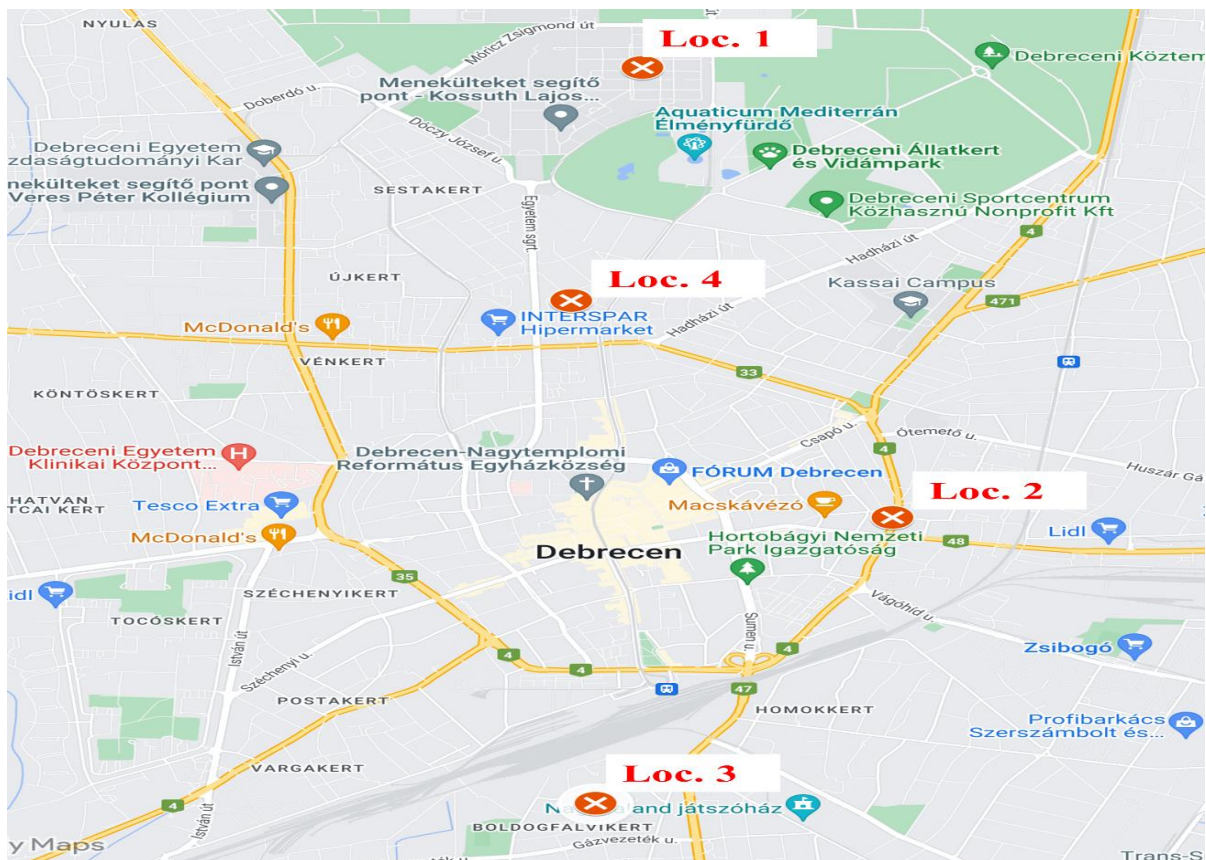 NYULAS
Móricz Zsigmond út
Loc. 1
Debreceni Köztem
Menekülteket segítő
pont - Kossuth Lajos...
Doberdó u.
Dóczy József u.
Aquaticum Mediterrán
Élményfürdő
Debreceni Egyetem
zdaságtudományi Kar
nekülteket segítő pont
Veres Péter Kollégium
SESTAKERT
Debreceni Állatkert
és Vidámpark
Debreceni Sportcentrum
Közhasznú Nonprofit Kft
Egyetem sgrt.
Hadházi út
4
ÚJKERT
Loc. 4
Kassai Campus
471
McDonald's
INTERSPAR
Hipermarket
Hadházi út
VÉNKERT
33
KÖNTÖSKERT
Csapó u.
4
Ótemető u.
Debreceni Egyetem
Klinikai Központ...
Debrecen-Nagytemplomi
Református Egyházközség
FÓRUM Debrecen
Huszár Gá
HATVAN
TCAI KERT
Tesco Extra
Macskávézó
Loc. 2
McDonald's
Debrecen
Hortobágyi Nemzeti
Park Igazgatóság
48
Lidl
35
Lidl
SZÉCHENYIKERT
Vágóhíd u.
TOCÓSKERT
István út
Sumen u.
Széchenyi u.
4
4
4
Zsibogó
47
POSTAKERT
HOMOKKERT
Profibarkács
Szerszámbolt és...
VARGAKERT
Loc. 3
4
István út
Na
aland játszóház
BOLDOGFALVIKERT
Gázvezeték u.
y Maps
Trans-S